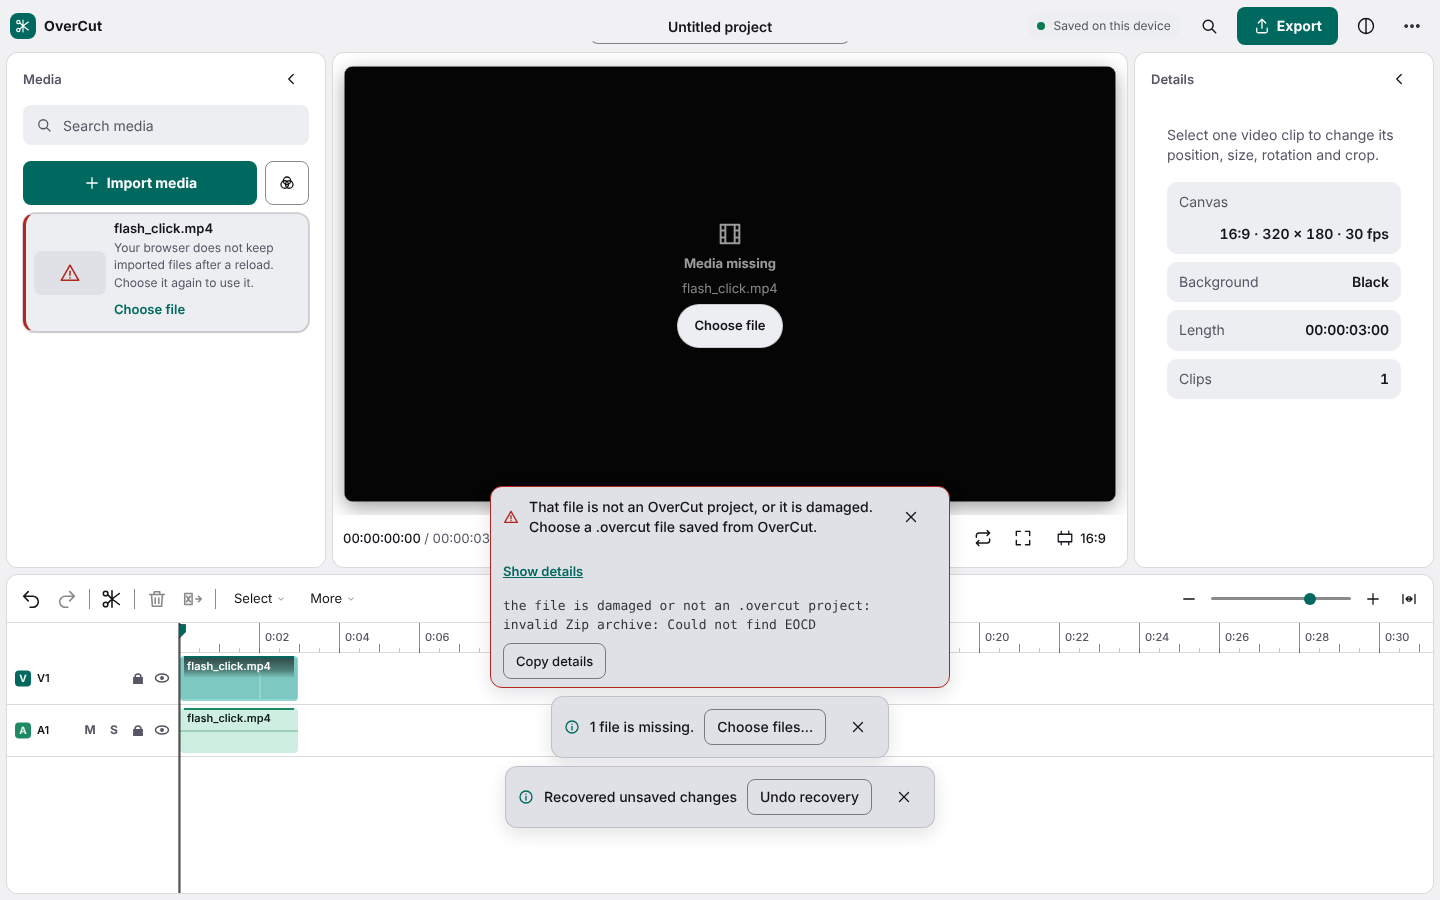 OverCut
Untitled project
Saved on this device
Export
Media
Search media
Import media
flash_click.mp4
Your browser does not keep
imported files after a reload.
Choose it again to use it.
Choose file
Media missing
flash_click.mp4
Choose file
00:00:00:00 / 00:00:03
16:9
Details
Select one video clip to change its
position, size, rotation and crop.
Canvas
16:9 · 320 × 180 · 30 fps
Background Black
Length 00:00:03:00
Clips 1
That file is not an OverCut project, or it is damaged.
Choose a .overcut file saved from OverCut.
Show details
the file is damaged or not an .overcut project:
invalid Zip archive: Could not find EOCD
Copy details
1 file is missing. Choose files...
Recovered unsaved changes Undo recovery
Select More
0:02 0:04 0:06 0:20 0:22 0:24 0:26 0:28 0:30
V V1
flash_click.mp4
A A1 M S
flash_click.mp4